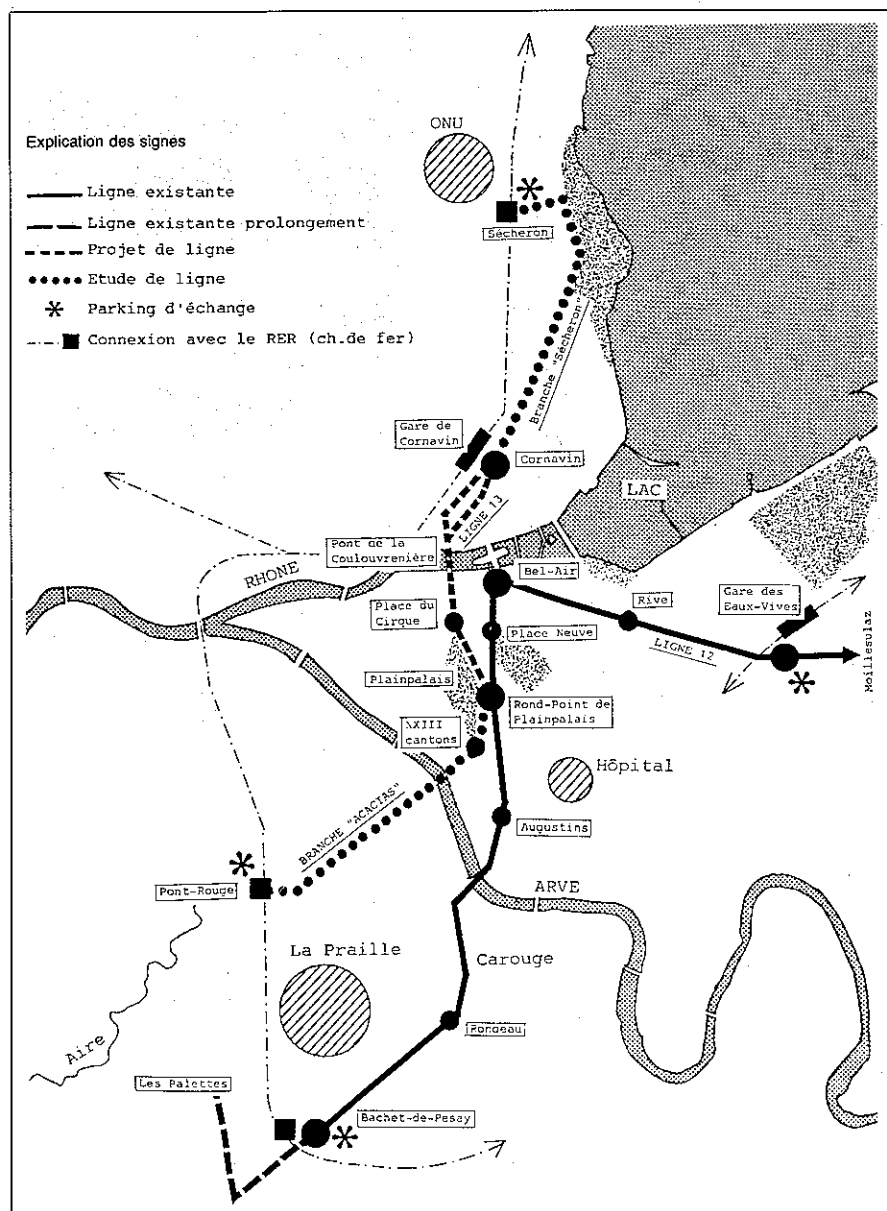 ONU
Explication des signes
Ligne existante
Ligne existante prolongement
Projet de ligne
Etude de ligne
Parking d'échange
Connexion avec le RER (ch.de fer)
Sécheron
Branche "Sécheron"
Gare de
Cornavin
Cornavin
LIGNE 13
LAC
Pont de la
Coulouvrenière
RHONE
Bel-Air
Place du
Cirque
Rive
Gare des
Eaux-Vives
Place Neuve
LIGNE 12
Moillesulaz
Plainpalais
Rond-Point de
Plainpalais
XXIII
cantons
Hôpital
BRANCHE "ACACIAS"
Augustins
Pont-Rouge
ARVE
La Praille
Carouge
Aire
Rondeau
Les Palettes
Bachet-de-Pesay